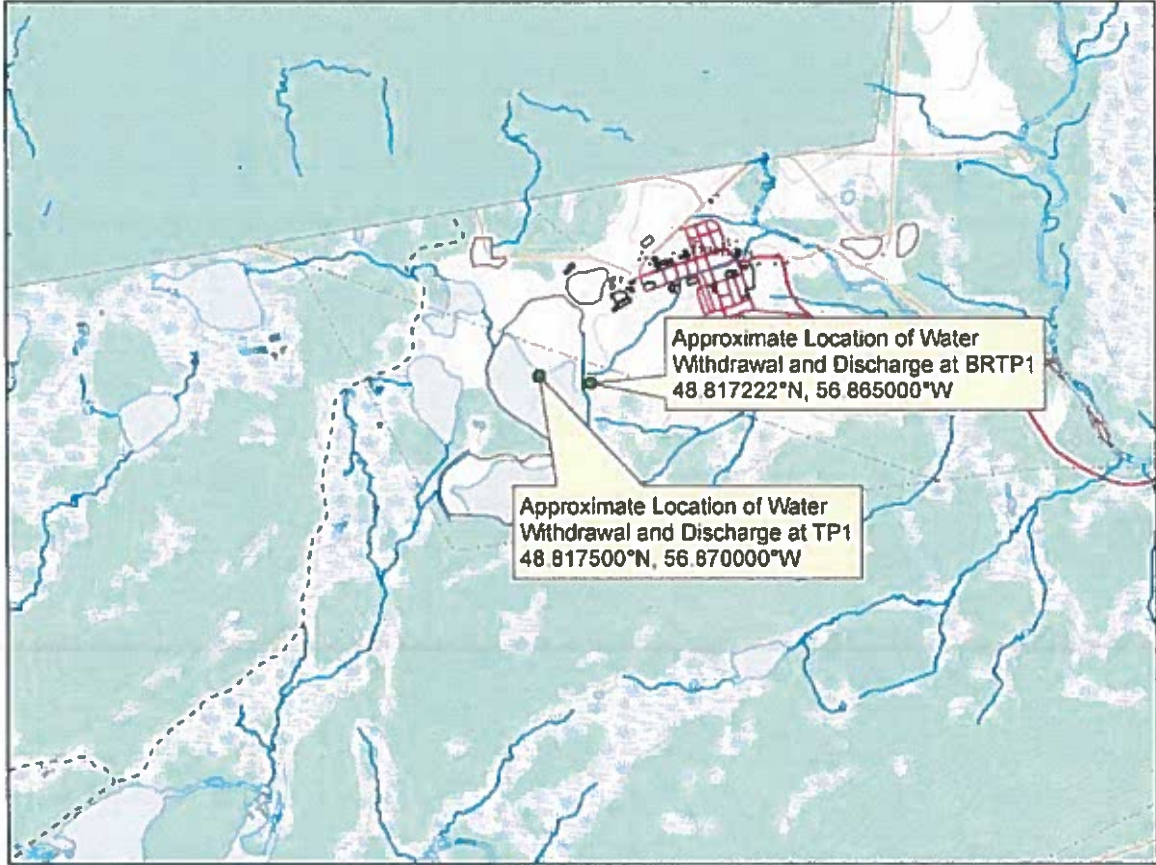 Approximate Location of Water
Withdrawal and Discharge at BRTP1
48.817222°N, 56.865000°W
Approximate Location of Water
Withdrawal and Discharge at TP1
48.817500°N, 56.870000°W